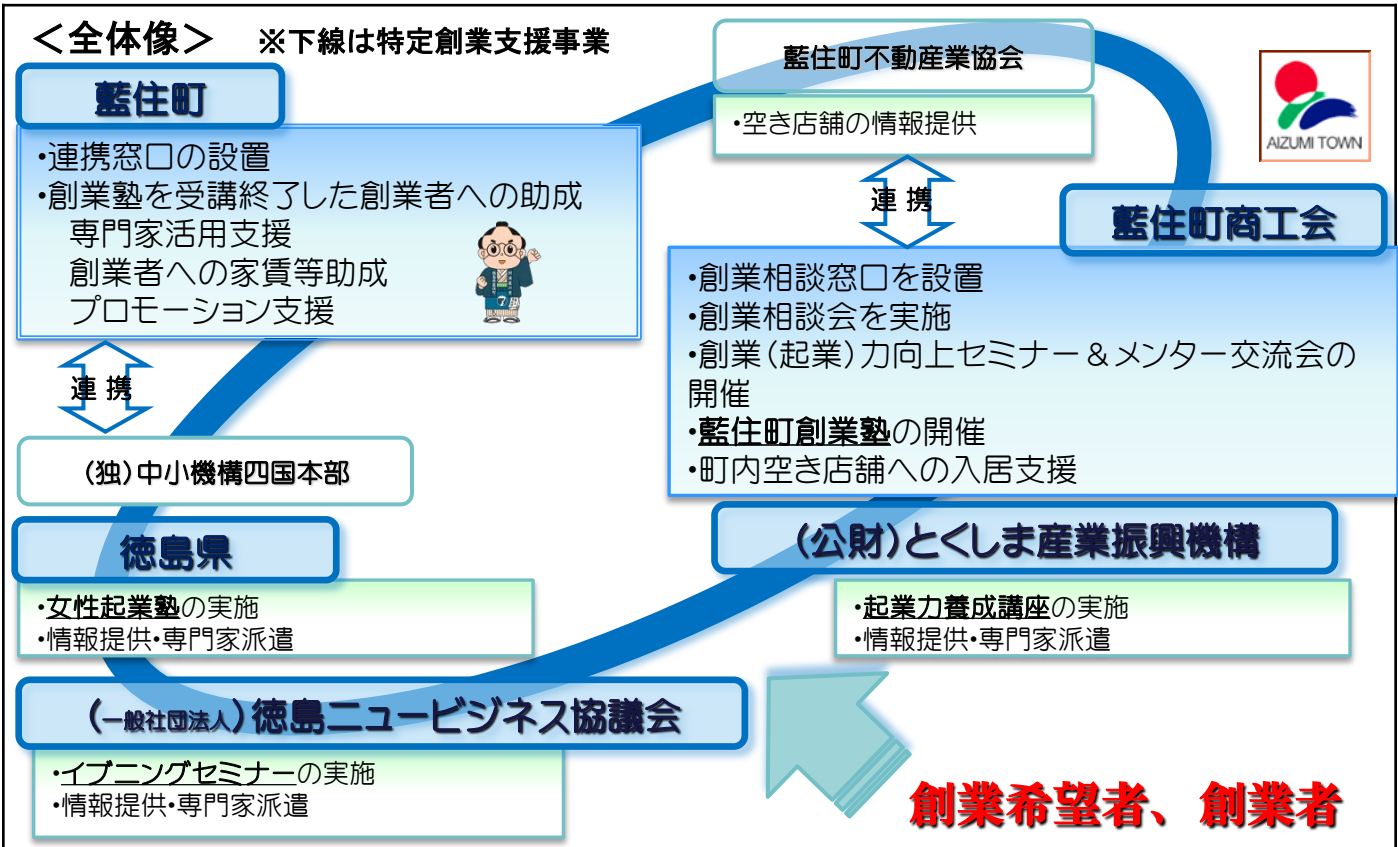 <全体像> ※下線は特定創業支援事業
藍住町
・連携窓口の設置
・創業塾を受講終了した創業者への助成
専門家活用支援
創業者への家賃等助成
プロモーション支援
連携
(独)中小機構四国本部
藍住町不動産業協会
・空き店舗の情報提供
連携
AIZUMI TOWN
藍住町商工会
・創業相談窓口を設置
・創業相談会を実施
・創業(起業)力向上セミナー&メンター交流会の
開催
・藍住町創業塾の開催
・町内空き店舗への入居支援
徳島県
・女性起業塾の実施
・情報提供・専門家派遣
(公財)とくしま産業振興機構
・起業力養成講座の実施
・情報提供・専門家派遣
(一般社団法人)徳島ニュービジネス協議会
・イブニングセミナーの実施
・情報提供・専門家派遣
創業希望者、創業者